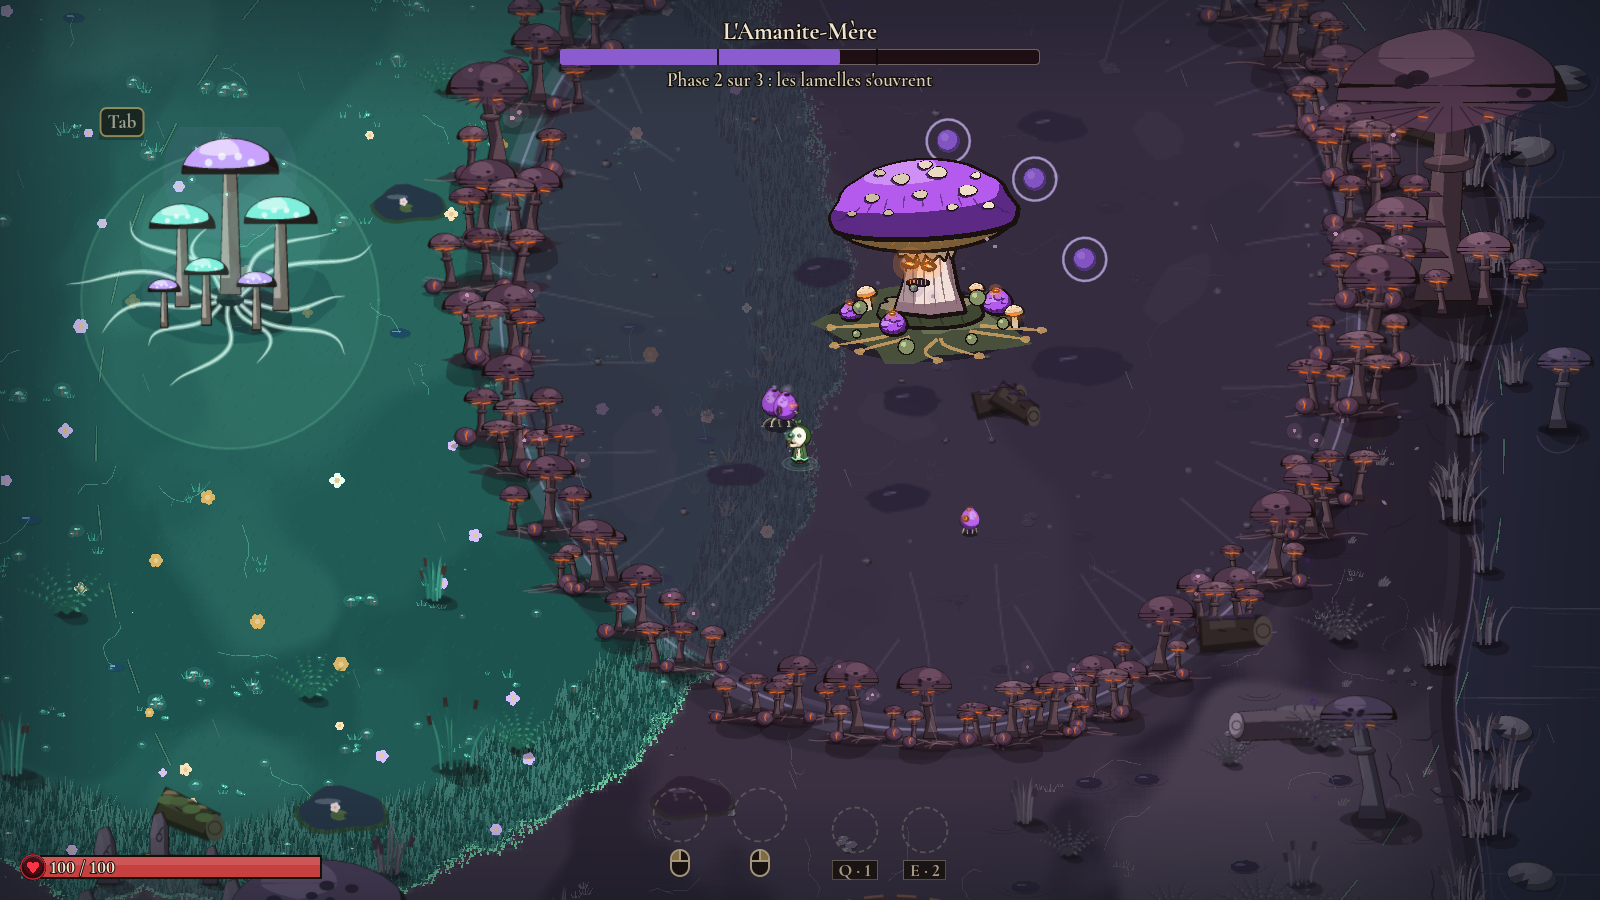 L'Amanite-Mère
Phase 2 sur 3 : les lamelles s'ouvrent
Tab
100 / 100
Q · 1
E · 2